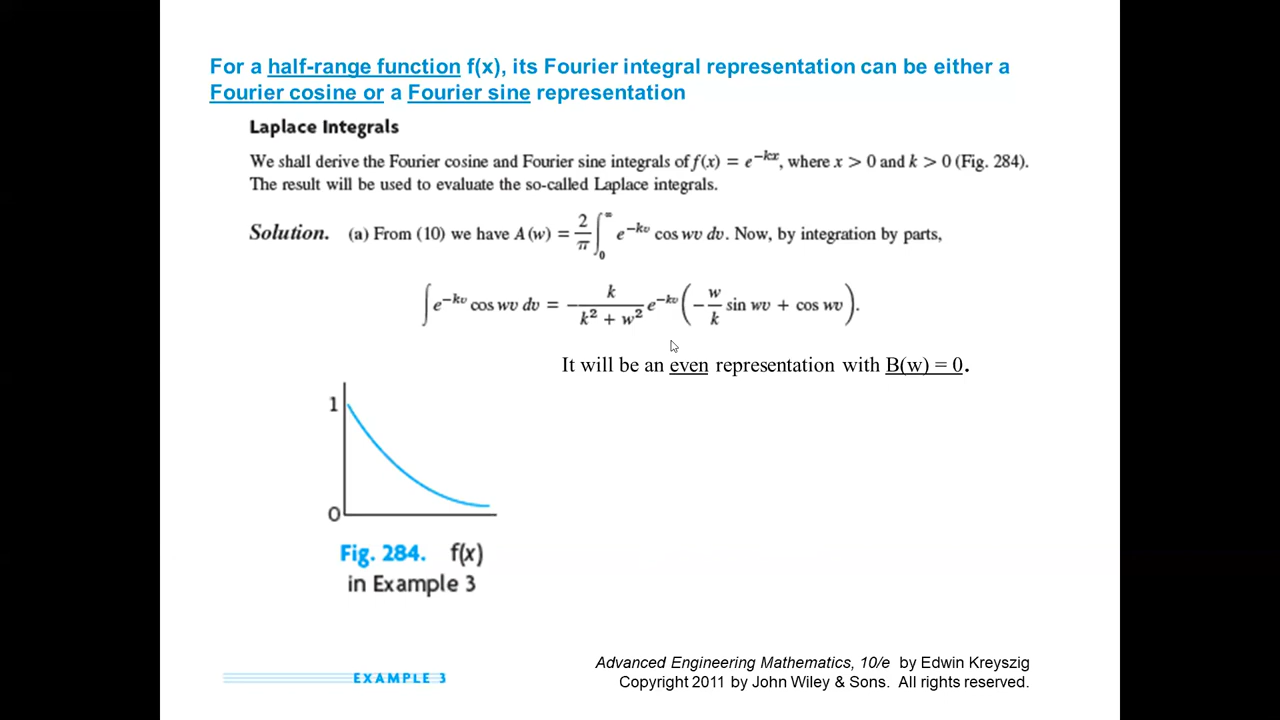 For a half-range function f(x), its Fourier integral representation can be either a
Fourier cosine or a Fourier sine representation
Laplace Integrals
We shall derive the Fourier cosine and Fourier sine integrals of f(x) = e^{-kx}, where x > 0 and k > 0 (Fig. 284).
The result will be used to evaluate the so-called Laplace integrals.
Solution. (a) From (10) we have A(w) = \frac{2}{π} ∫_0^∞ e^{-kv} cos wv dv. Now, by integration by parts,
∫ e^{-kv} cos wv dv = -\frac{k}{k^2 + w^2} e^{-kv} (-\frac{w}{k} sin wv + cos wv).
It will be an even representation with B(w) = 0.
1
0
Fig. 284. f(x)
in Example 3
EXAMPLE 3
Advanced Engineering Mathematics, 10/e by Edwin Kreyszig
Copyright 2011 by John Wiley & Sons. All rights reserved.